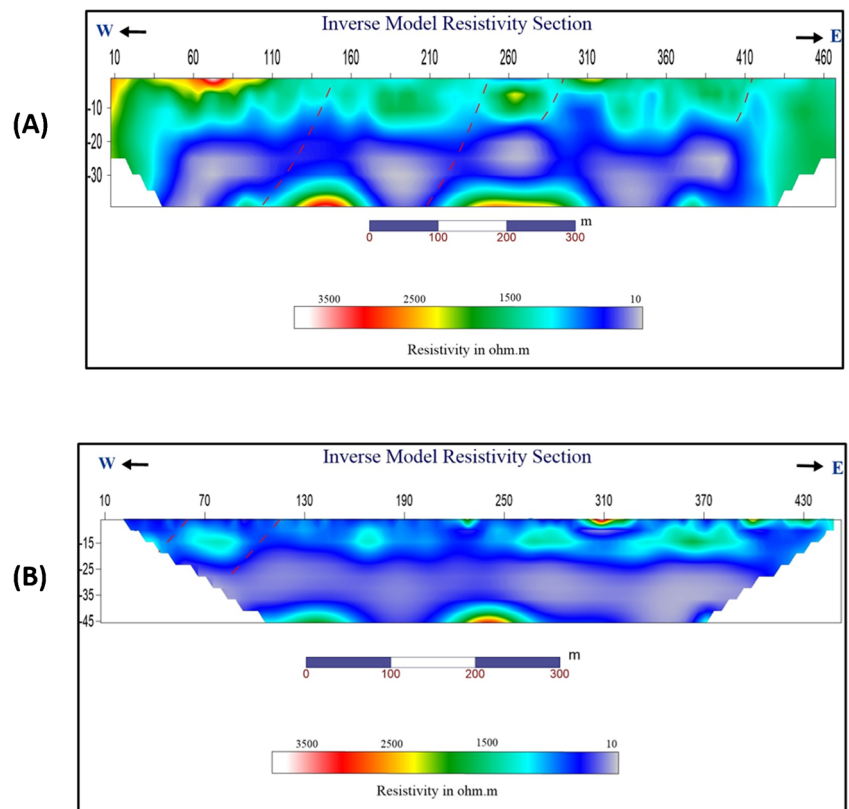 Inverse Model Resistivity Section
W E
10 60 110 160 210 260 310 360 410 460
(A)
-10
-20
-30
m
0 100 200 300
3500 2500 1500 10
Resistivity in ohm.m
Inverse Model Resistivity Section
W E
10 70 130 190 250 310 370 430
(B)
-15
-25
-35
-45
m
0 100 200 300
3500 2500 1500 10
Resistivity in ohm.m